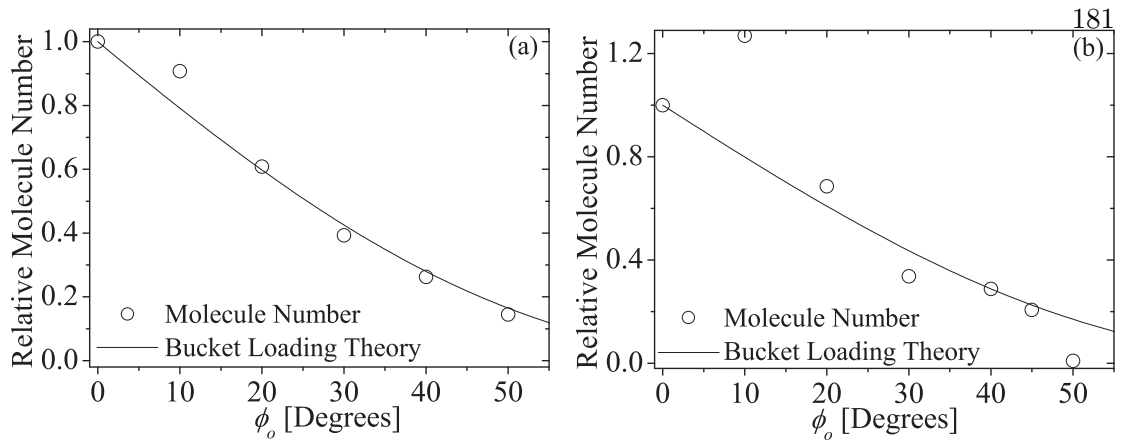 181
(a)
Relative Molecule Number
1.0
0.8
0.6
0.4
0.2
0.0
Molecule Number
Bucket Loading Theory
0 10 20 30 40 50
ϕₒ [Degrees]
(b)
Relative Molecule Number
1.2
0.8
0.4
0.0
Molecule Number
Bucket Loading Theory
0 10 20 30 40 50
ϕₒ [Degrees]